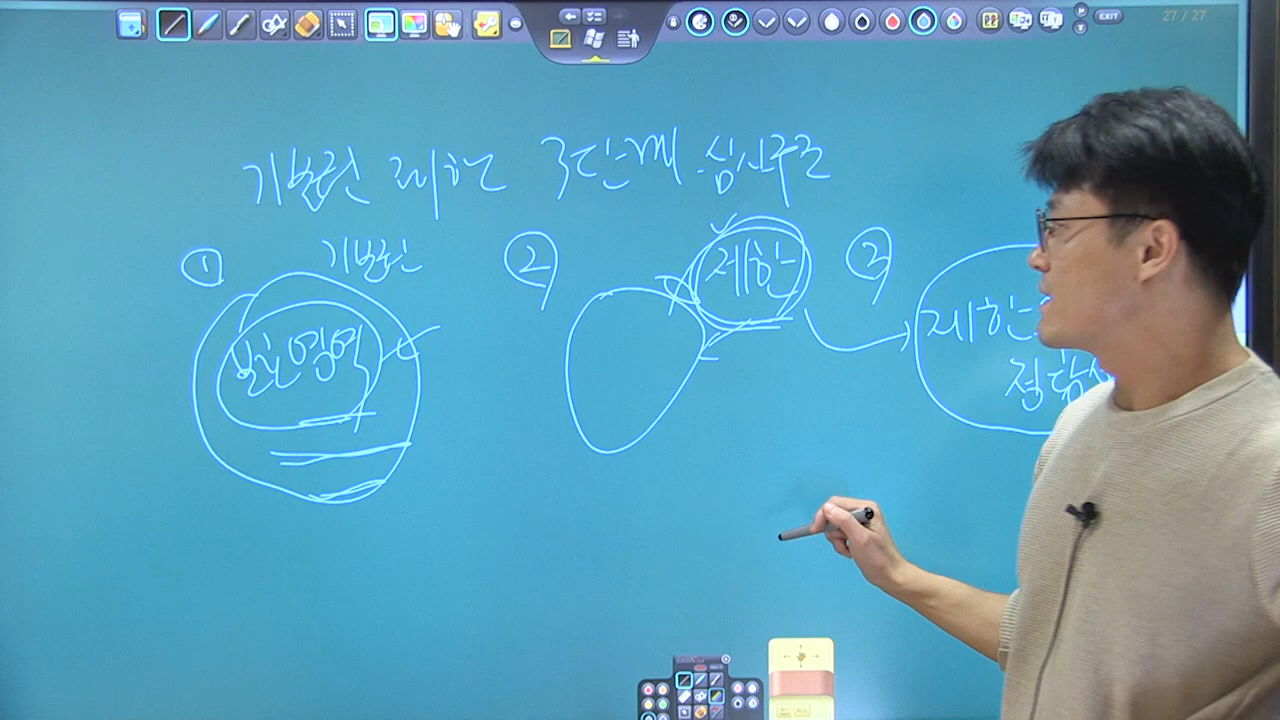 기본권 제한 3단계 심사구조
① 기본권
보호영역
② 제한
③ 제한
정당
EXIT
27 / 27